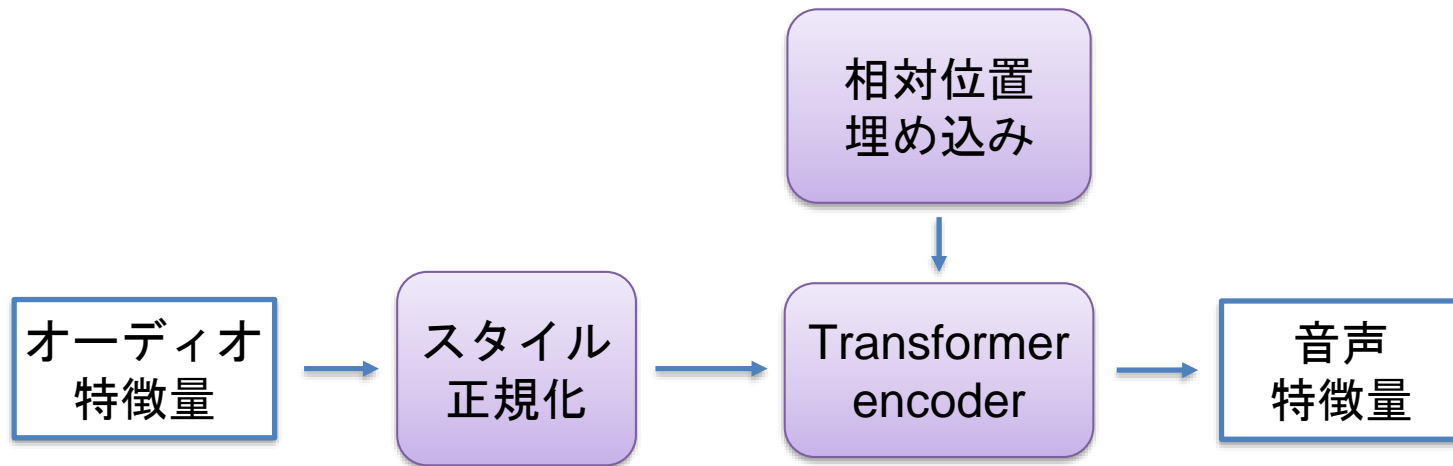 相対位置
埋め込み
オーディオ
特徴量
スタイル
正規化
Transformer
encoder
音声
特徴量